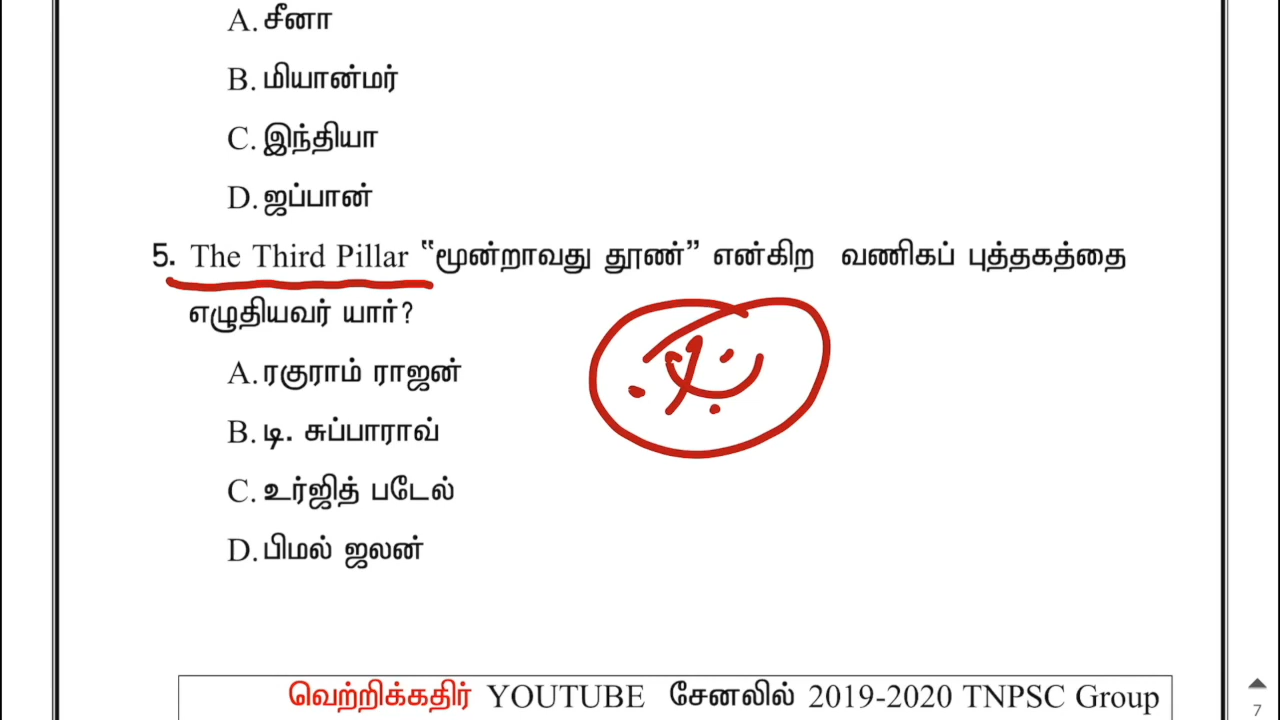 A. சீனா
B. மியான்மர்
C. இந்தியா
D. ஜப்பான்
5. The Third Pillar “மூன்றாவது தூண்” என்கிற வணிகப் புத்தகத்தை
எழுதியவர் யார்?
A. ரகுராம் ராஜன்
B. டி. சுப்பாராவ்
C. உர்ஜித் படேல்
D. பிமல் ஜலன்
வெற்றிக்கதிர் YOUTUBE சேனலில் 2019-2020 TNPSC Group
7